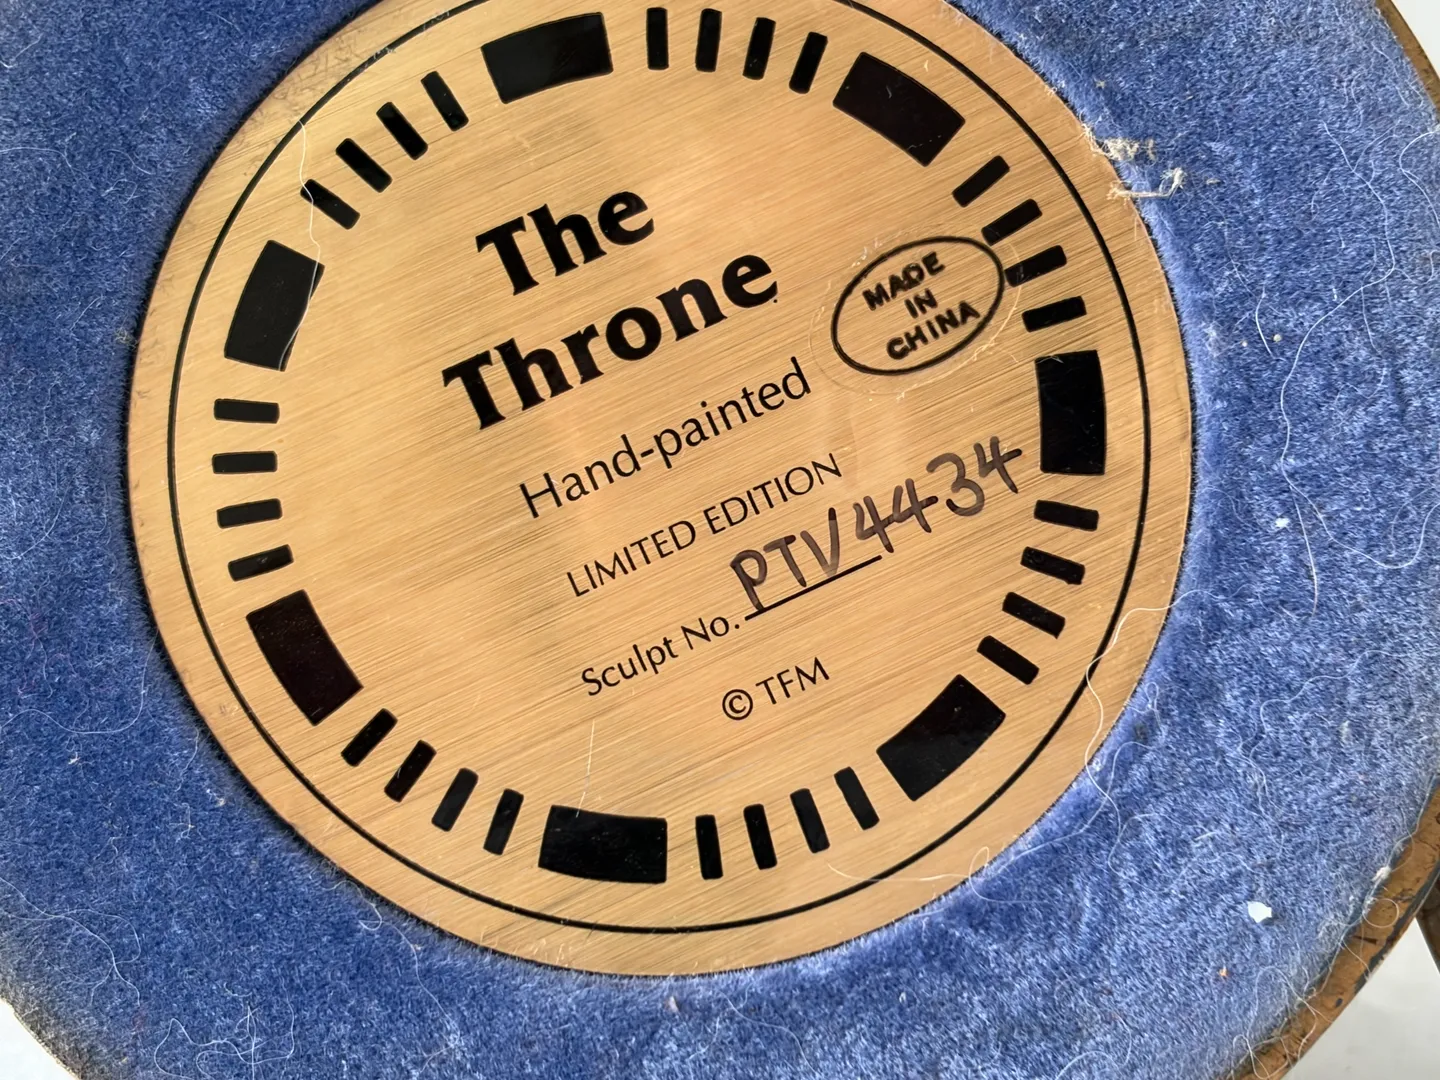 The
Throne
Hand-painted
LIMITED EDITION
Sculpt No. PTV4434
© TFM
MADE
IN
CHINA